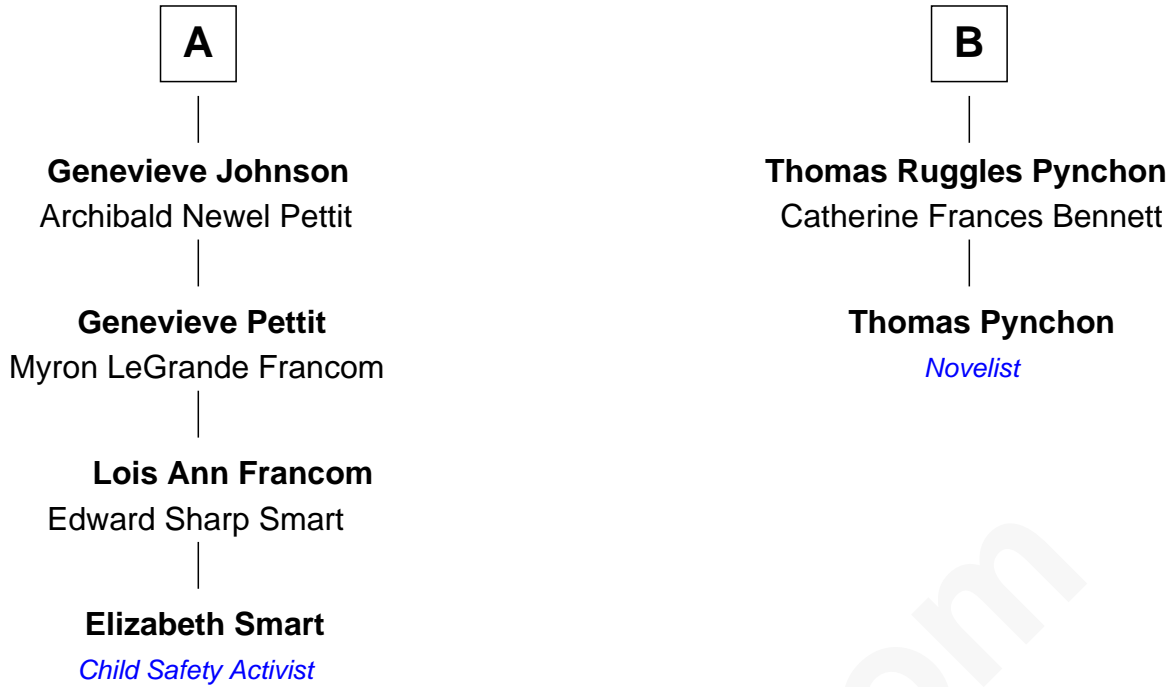 A
Genevieve Johnson
Archibald Newel Pettit
Genevieve Pettit
Myron LeGrande Francom
Lois Ann Francom
Edward Sharp Smart
Elizabeth Smart
Child Safety Activist
B
Thomas Ruggles Pynchon
Catherine Frances Bennett
Thomas Pynchon
Novelist
om